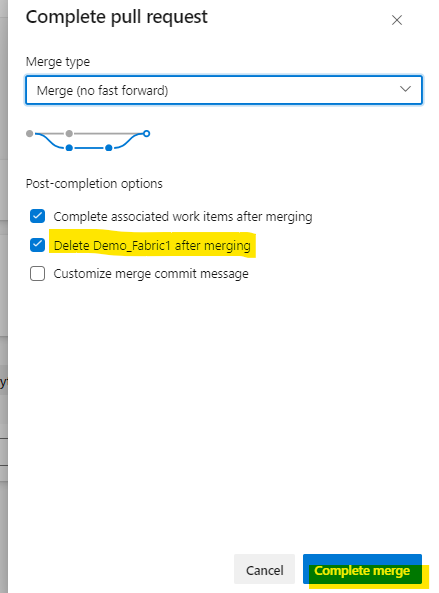 Complete pull request
Merge type
Merge (no fast forward)
Post-completion options
Complete associated work items after merging
Delete Demo_Fabric1 after merging
Customize merge commit message
Cancel
Complete merge